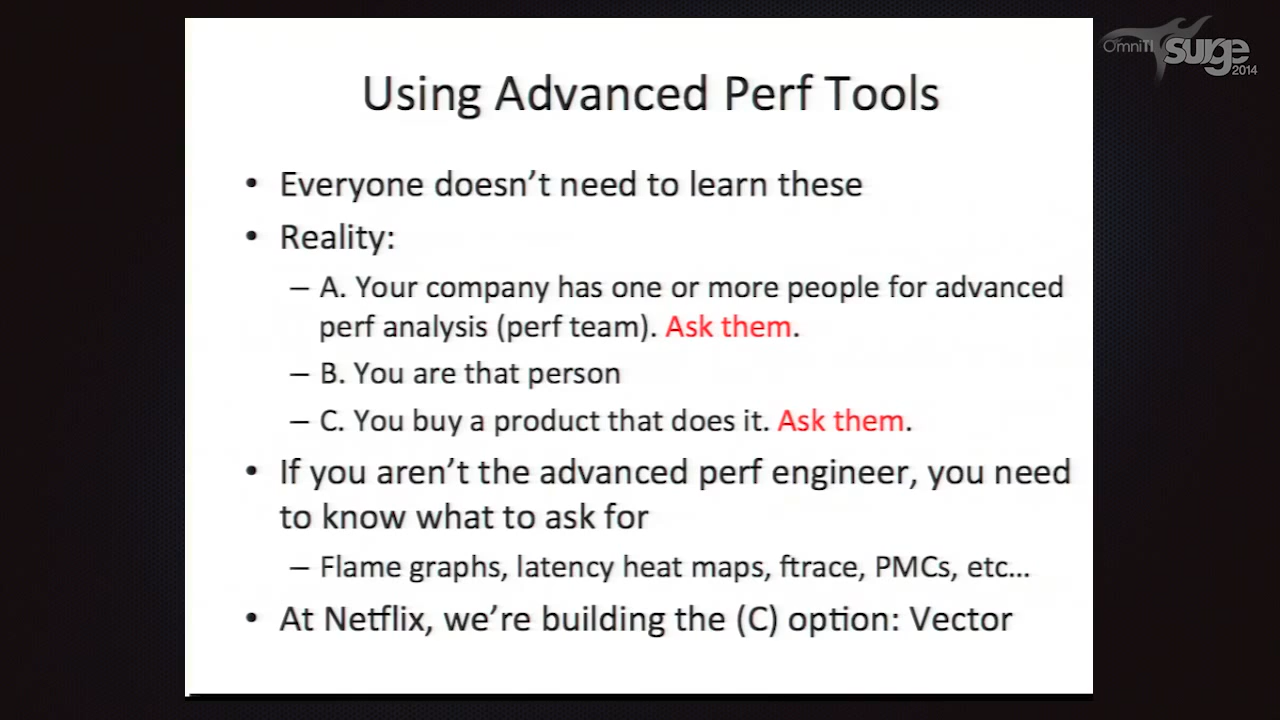 OmniTI surge 2014
Using Advanced Perf Tools
• Everyone doesn't need to learn these
• Reality:
– A. Your company has one or more people for advanced
perf analysis (perf team). Ask them.
– B. You are that person
– C. You buy a product that does it. Ask them.
• If you aren't the advanced perf engineer, you need
to know what to ask for
– Flame graphs, latency heat maps, ftrace, PMCs, etc…
• At Netflix, we're building the (C) option: Vector